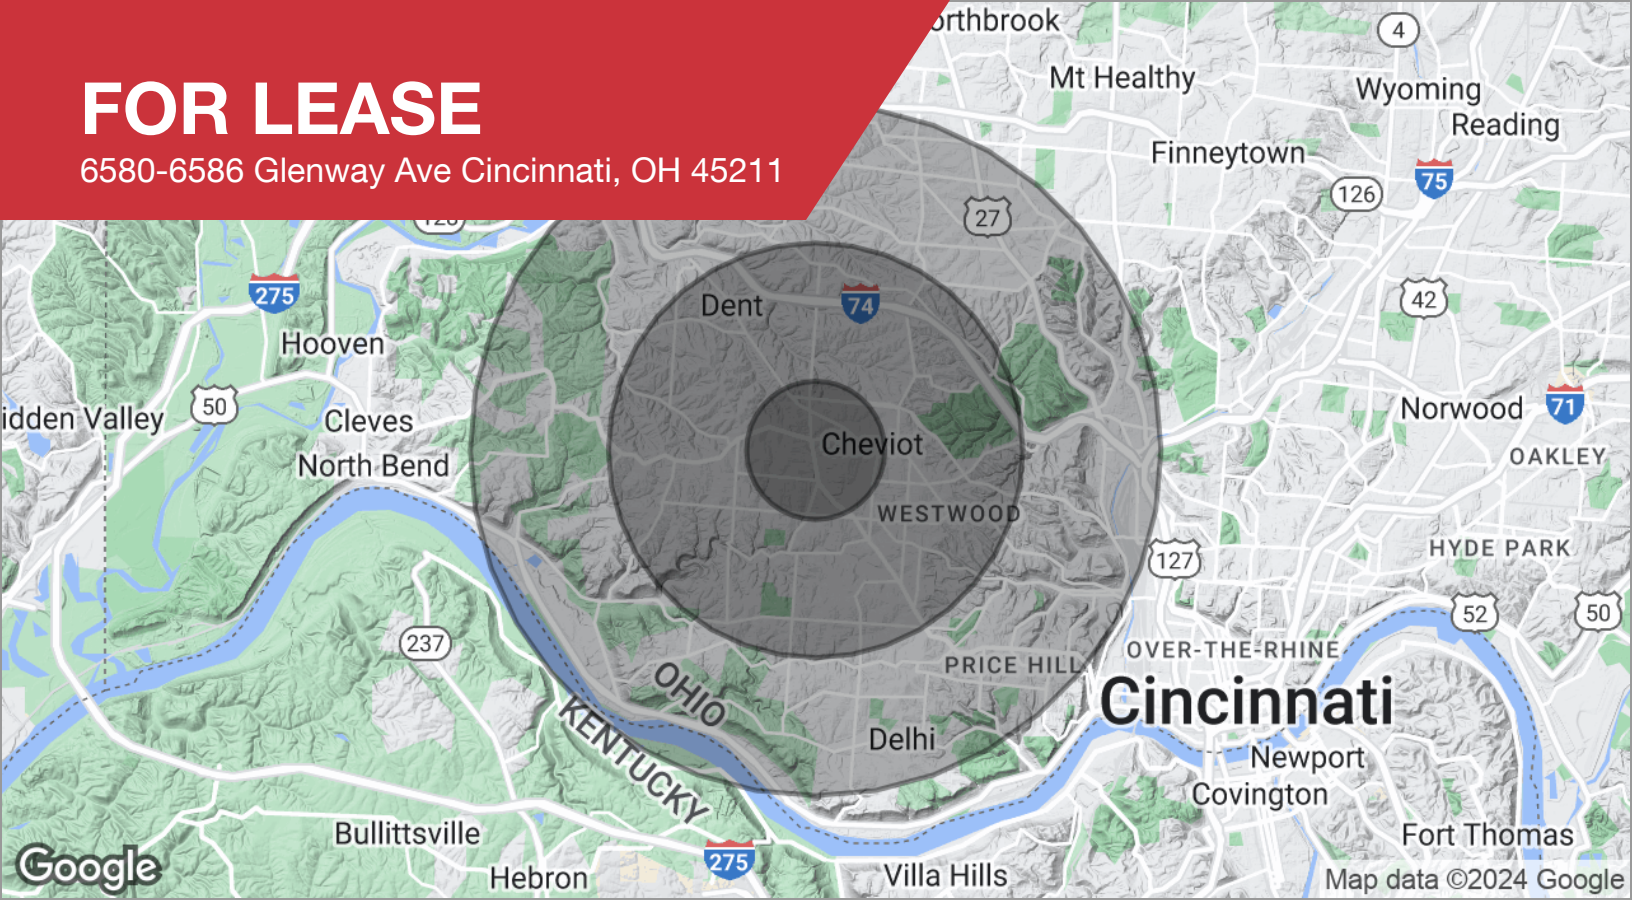 FOR LEASE
6580-6586 Glenway Ave Cincinnati, OH 45211
orthbrook
4
Mt Healthy
Wyoming
Reading
Finneytown
126
75
27
275
Dent
74
42
Hooven
50
idden Valley
Cleves
Cheviot
Norwood
71
North Bend
OAKLEY
WESTWOOD
HYDE PARK
127
52
50
237
OVER-THE-RHINE
PRICE HILL
OHIO
Cincinnati
KENTUCKY
Delhi
Newport
Covington
Bullittsville
Fort Thomas
275
Google
Hebron
Villa Hills
Map data ©2024 Google